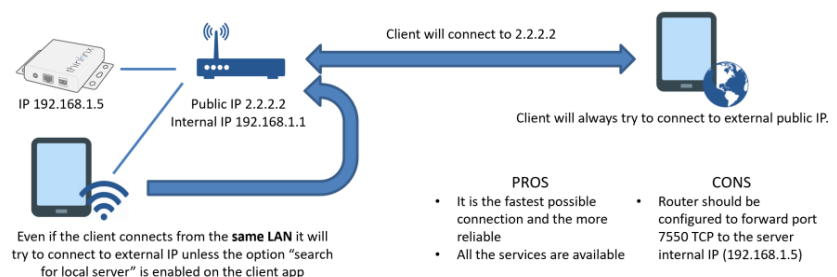 Client will connect to 2.2.2.2
thinknx
IP 192.168.1.5
Public IP 2.2.2.2
Internal IP 192.168.1.1
Client will always try to connect to external public IP.
Even if the client connects from the same LAN it will
try to connect to external IP unless the option “search
for local server” is enabled on the client app
PROS
• It is the fastest possible
connection and the more
reliable
• All the services are available
CONS
• Router should be
configured to forward port
7550 TCP to the server
internal IP (192.168.1.5)